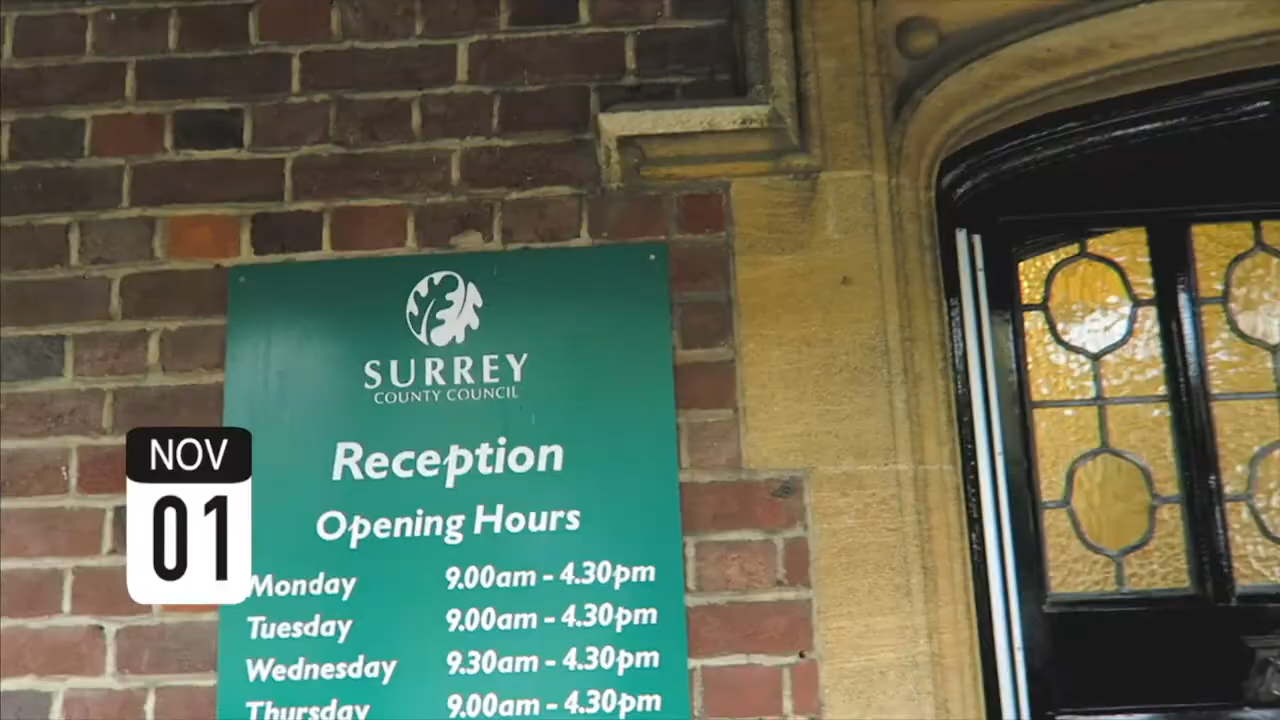 SURREY
COUNTY COUNCIL
Reception
Opening Hours
Monday 9.00am - 4.30pm
Tuesday 9.00am - 4.30pm
Wednesday 9.30am - 4.30pm
Thursday 9.00am - 4.30pm
NOV
01